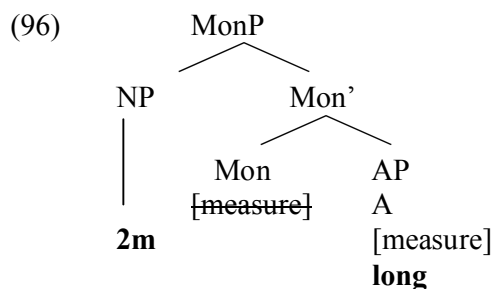 (96) MonP
NP Mon’
Mon AP
[measure] A
[measure]
2m
long